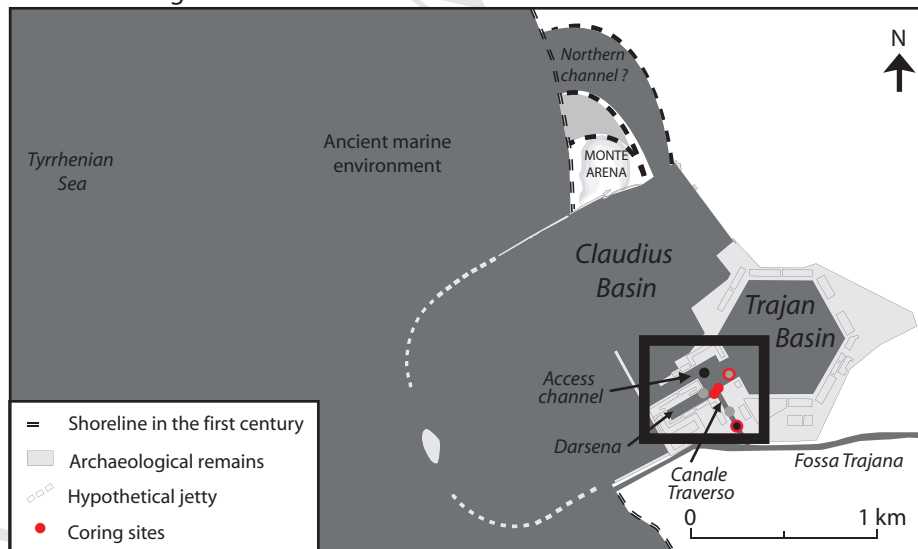 Northern
channel ?
N
Tyrrhenian
Sea
Ancient marine
environment
MONTE
ARENA
Claudius
Basin
Trajan
Basin
Access
channel
Darsena
Canale
Traverso
Fossa Trajana
0 1 km
Shoreline in the first century
Archaeological remains
Hypothetical jetty
Coring sites